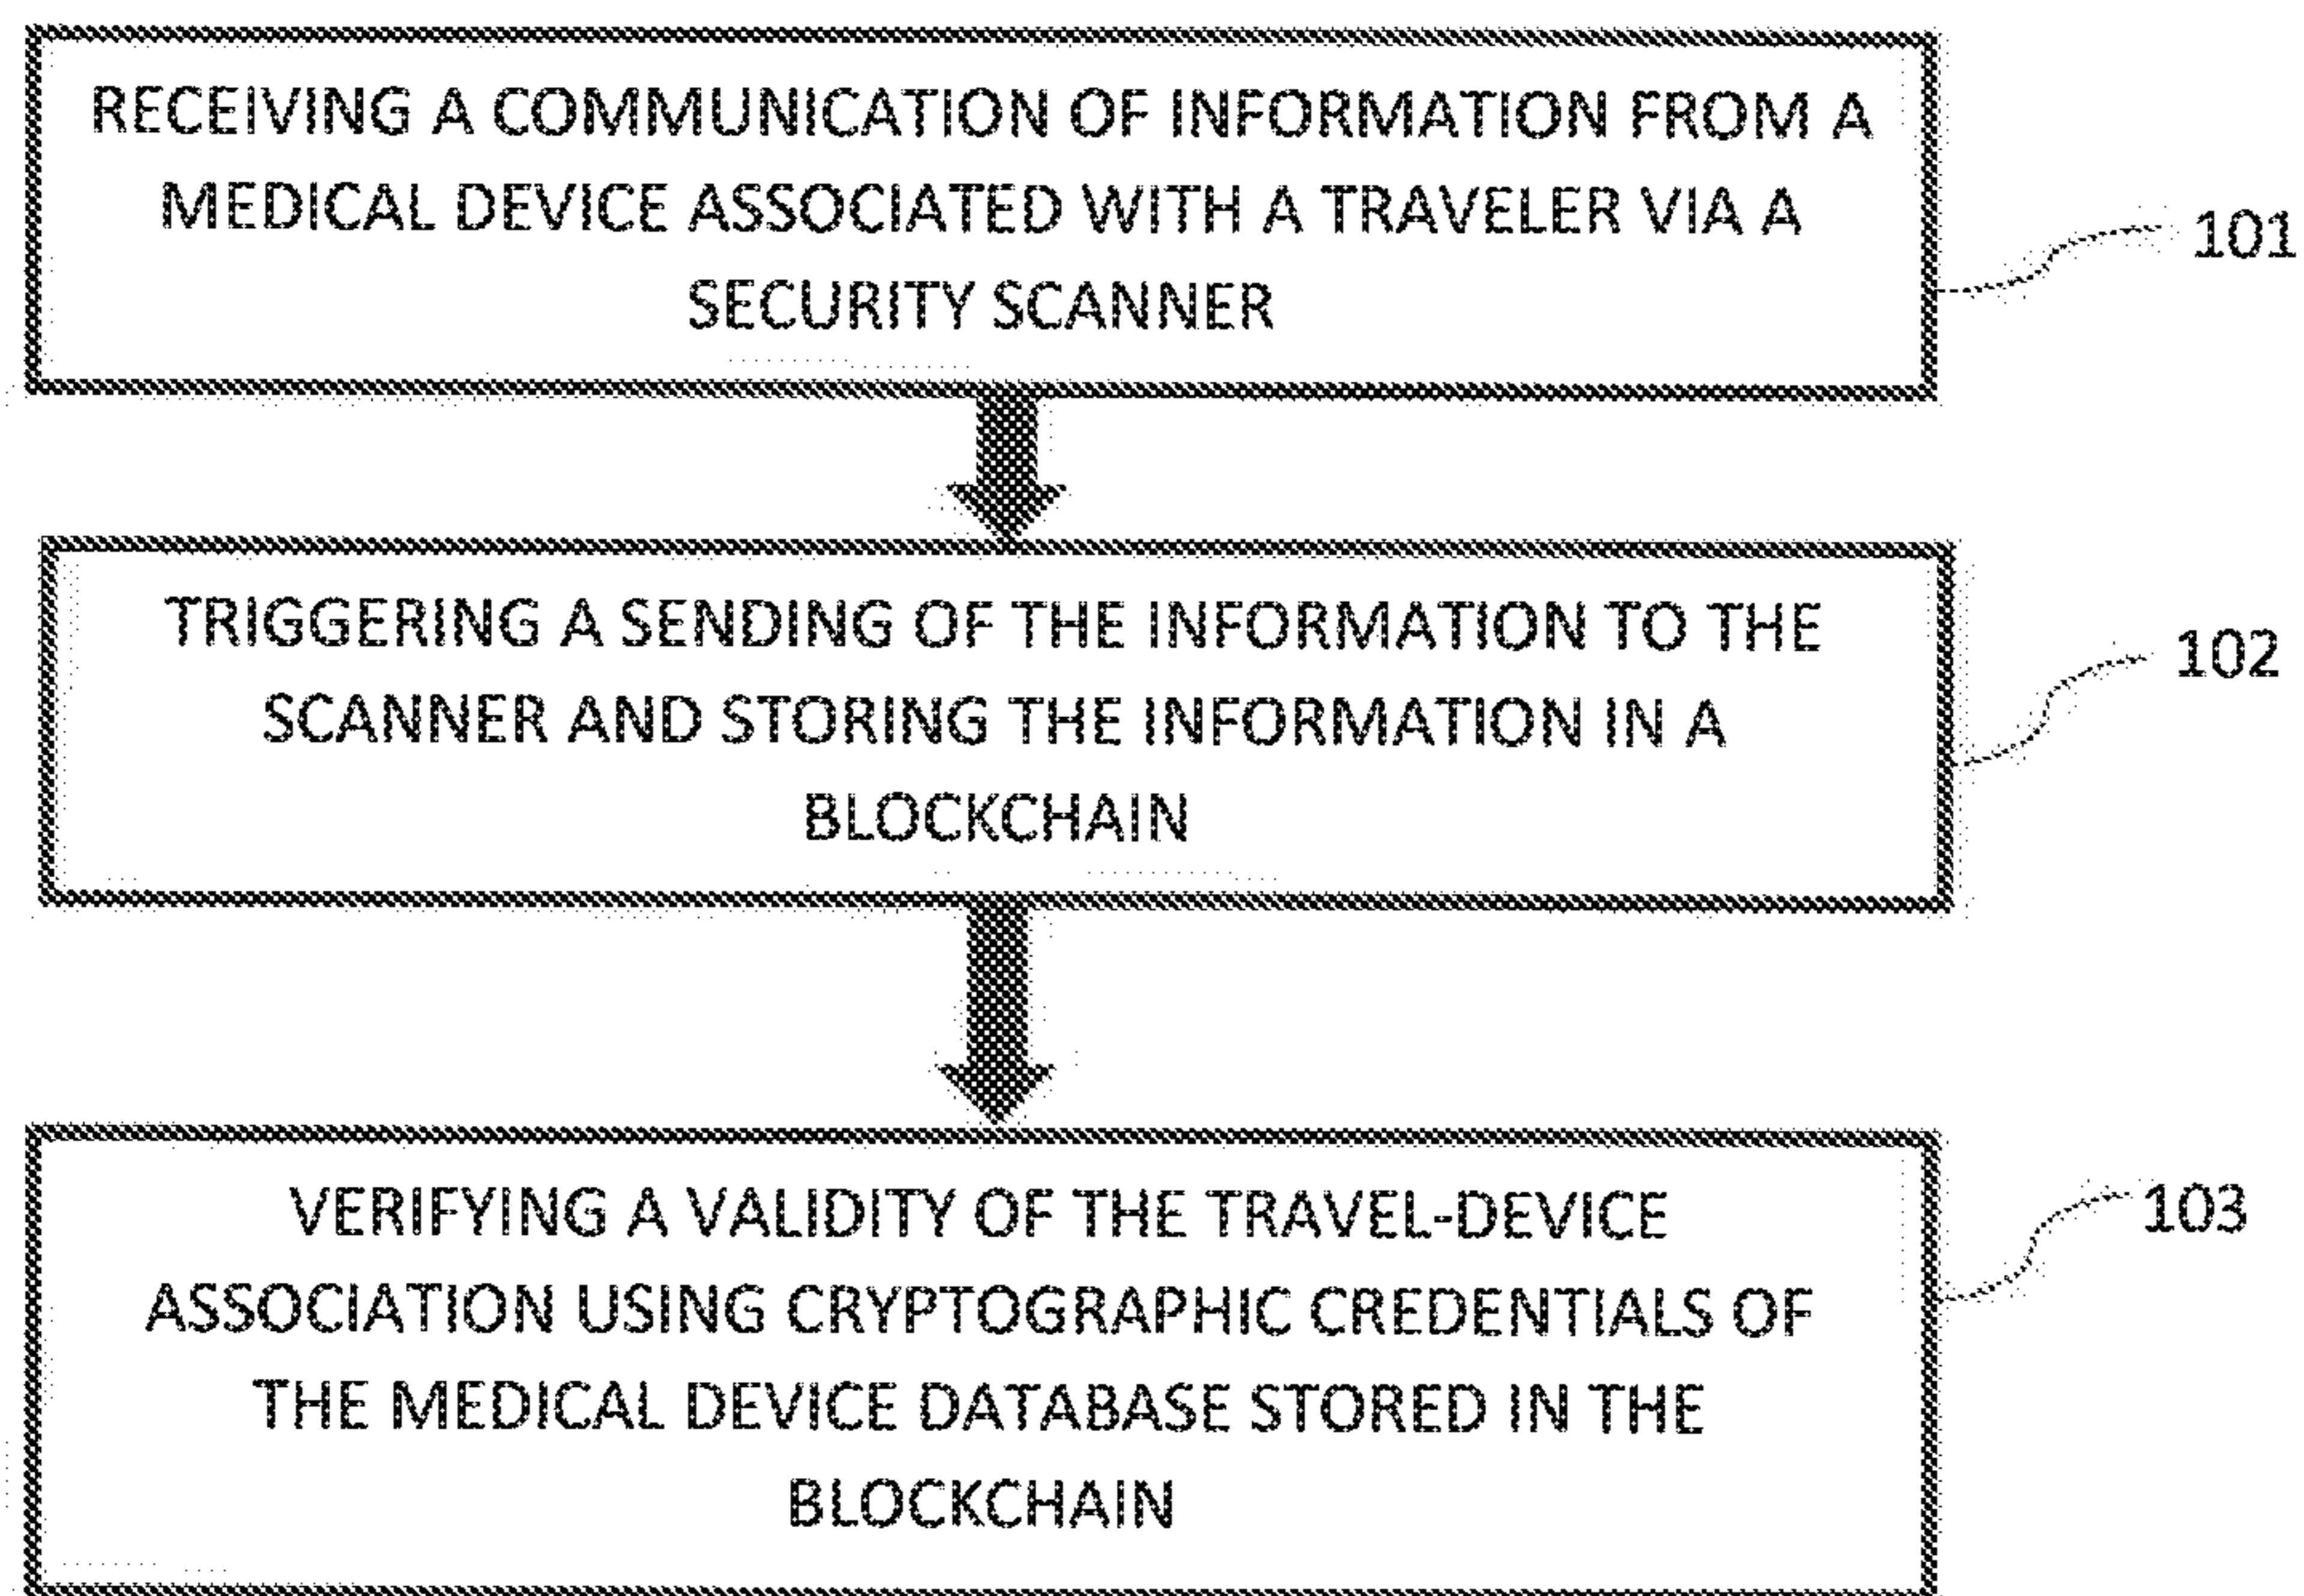 RECEIVING A COMMUNICATION OF INFORMATION FROM A
MEDICAL DEVICE ASSOCIATED WITH A TRAVELER VIA A
SECURITY SCANNER
101
TRIGGERING A SENDING OF THE INFORMATION TO THE
SCANNER AND STORING THE INFORMATION IN A
BLOCKCHAIN
102
VERIFYING A VALIDITY OF THE TRAVEL-DEVICE
ASSOCIATION USING CRYPTOGRAPHIC CREDENTIALS OF
THE MEDICAL DEVICE DATABASE STORED IN THE
BLOCKCHAIN
103